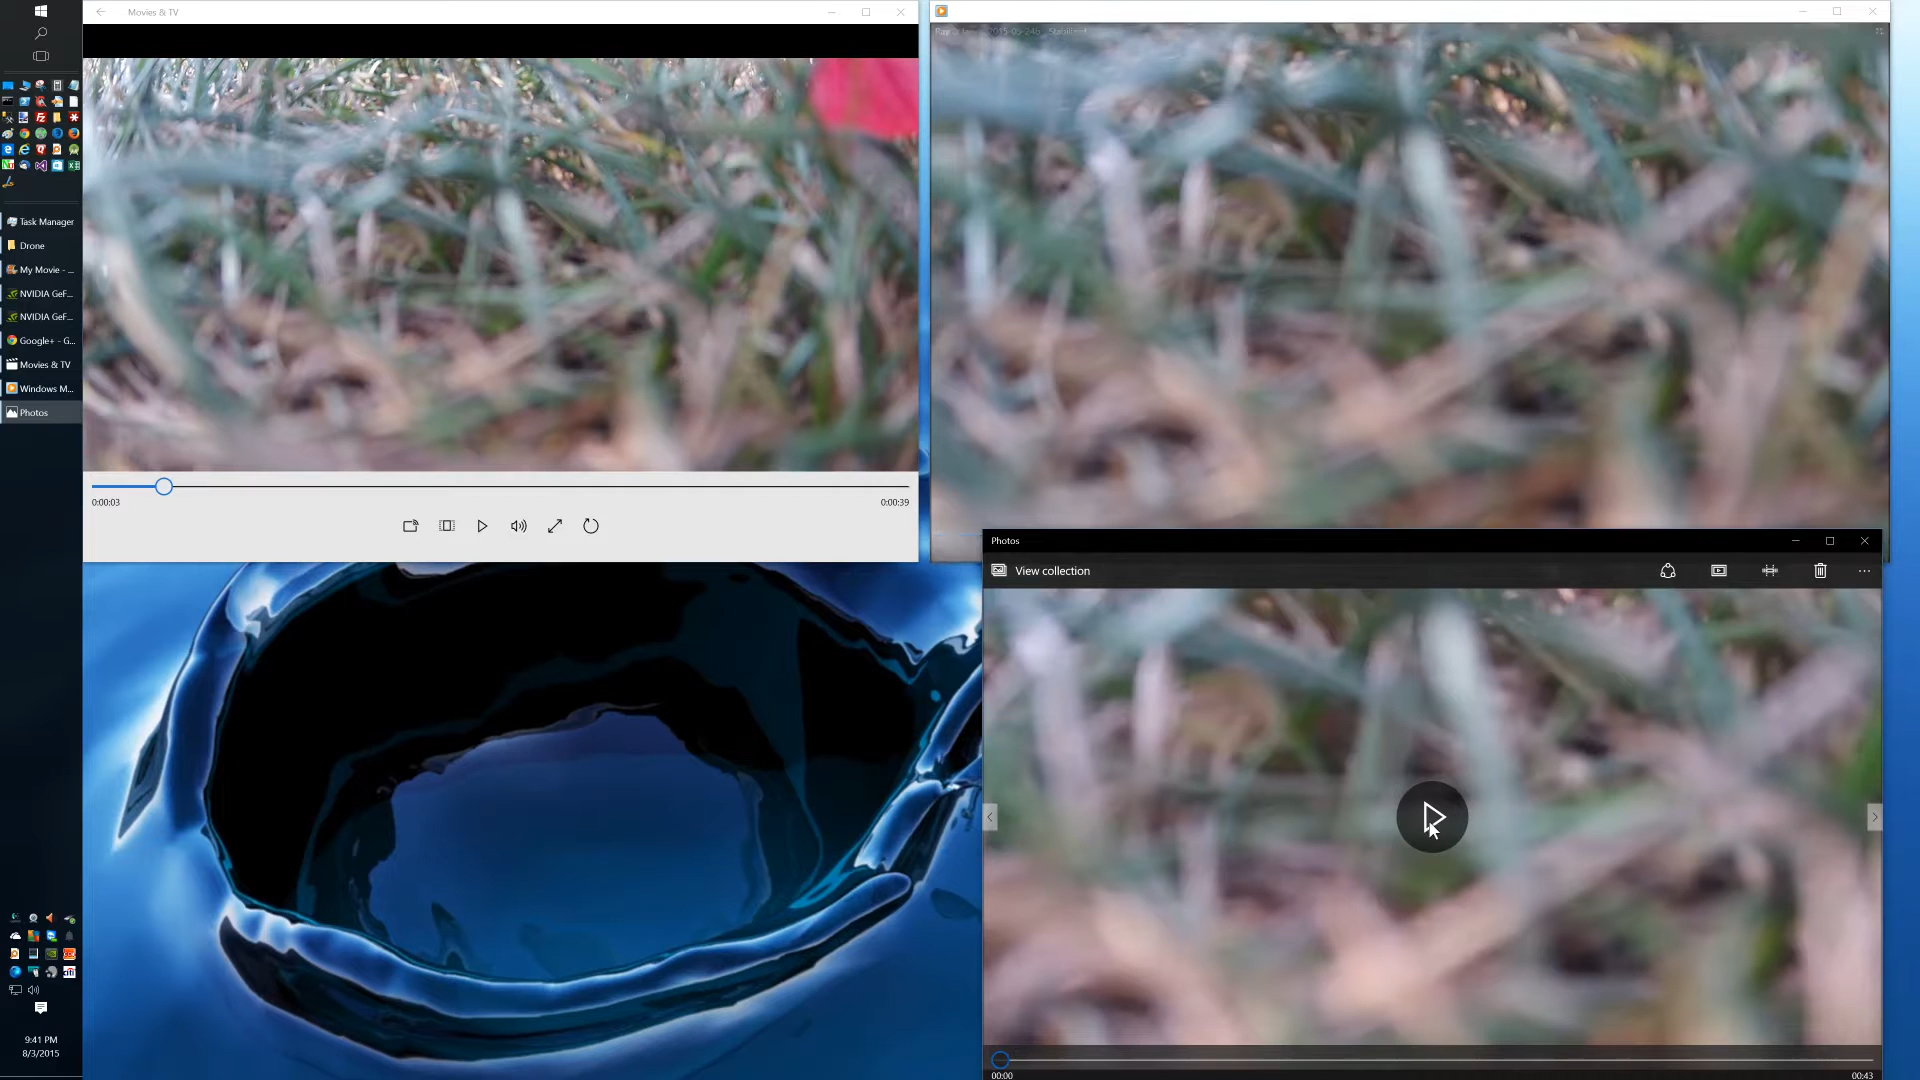 Movies & TV
Task Manager
Drone
My Movie - ...
NVIDIA GeF...
NVIDIA GeF...
Google+ - G...
Movies & TV
Windows M...
Photos
0:00:03
0:00:39
Photos
View collection
00:00
00:43
9:41 PM
8/3/2015